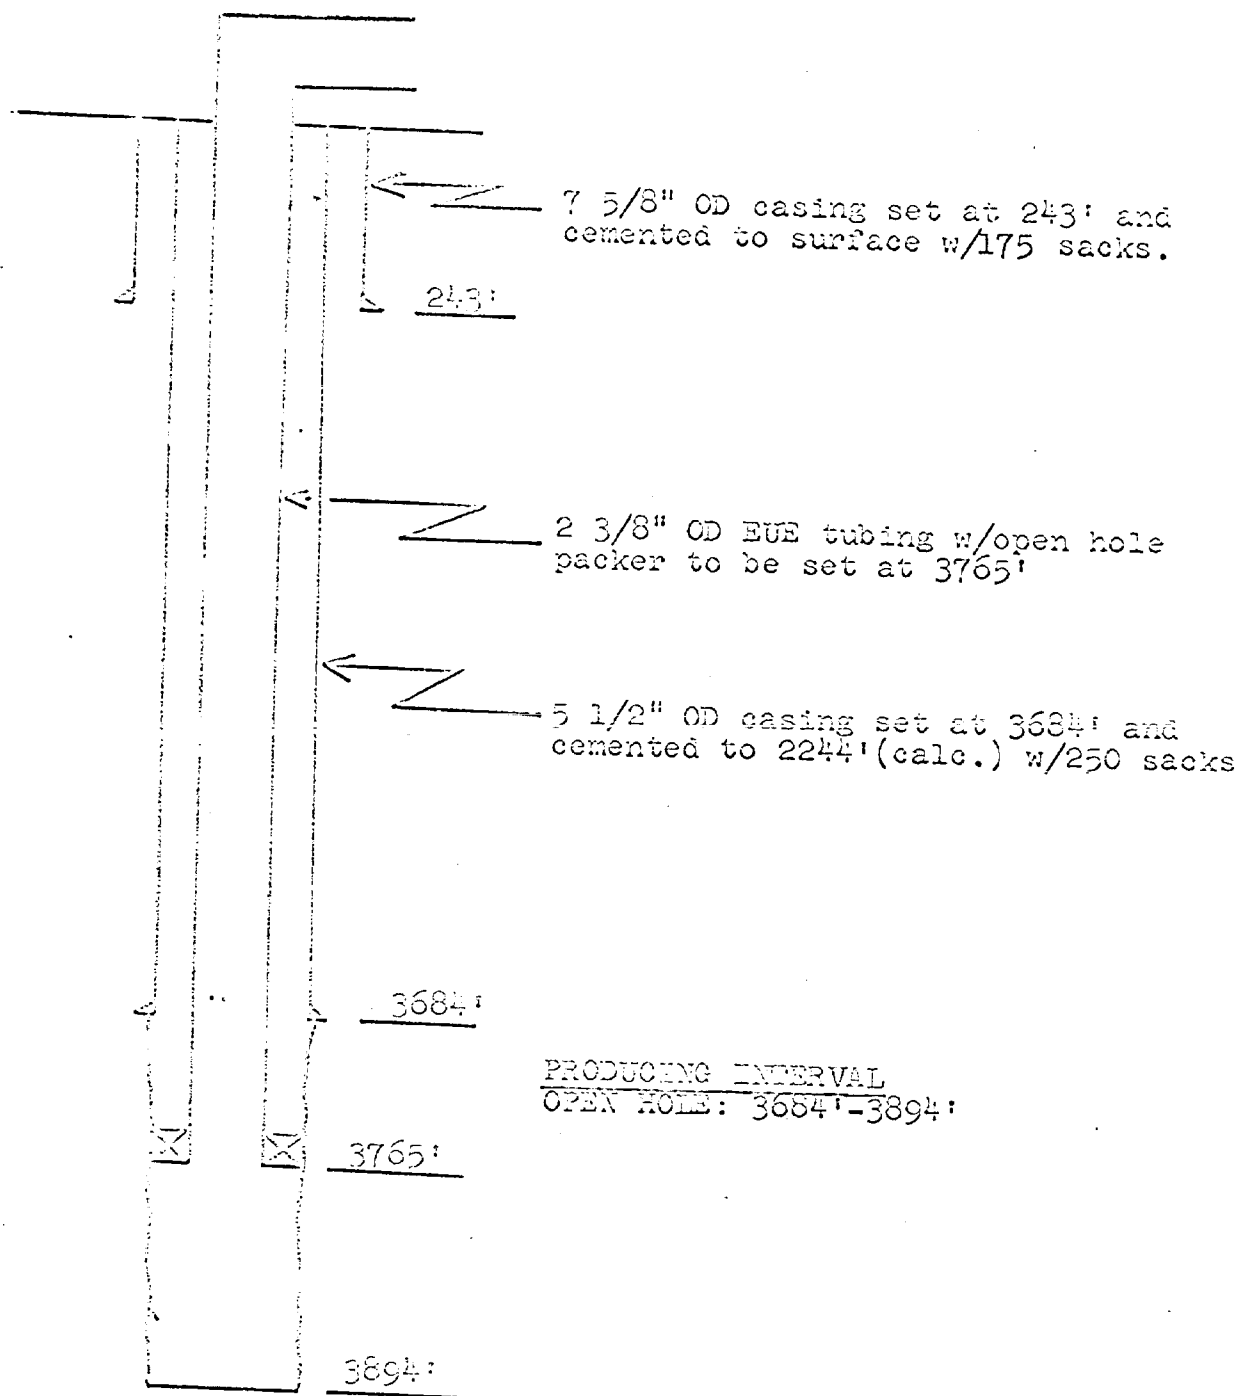 7 5/8" OD casing set at 243' and
cemented to surface w/175 sacks.
243'
2 3/8" OD EUE tubing w/open hole
packer to be set at 3765'
5 1/2" OD casing set at 3684' and
cemented to 2244'(calc.) w/250 sacks
3684'
PRODUCING INTERVAL
OPEN HOLE: 3684'-3894'
3765'
3894'